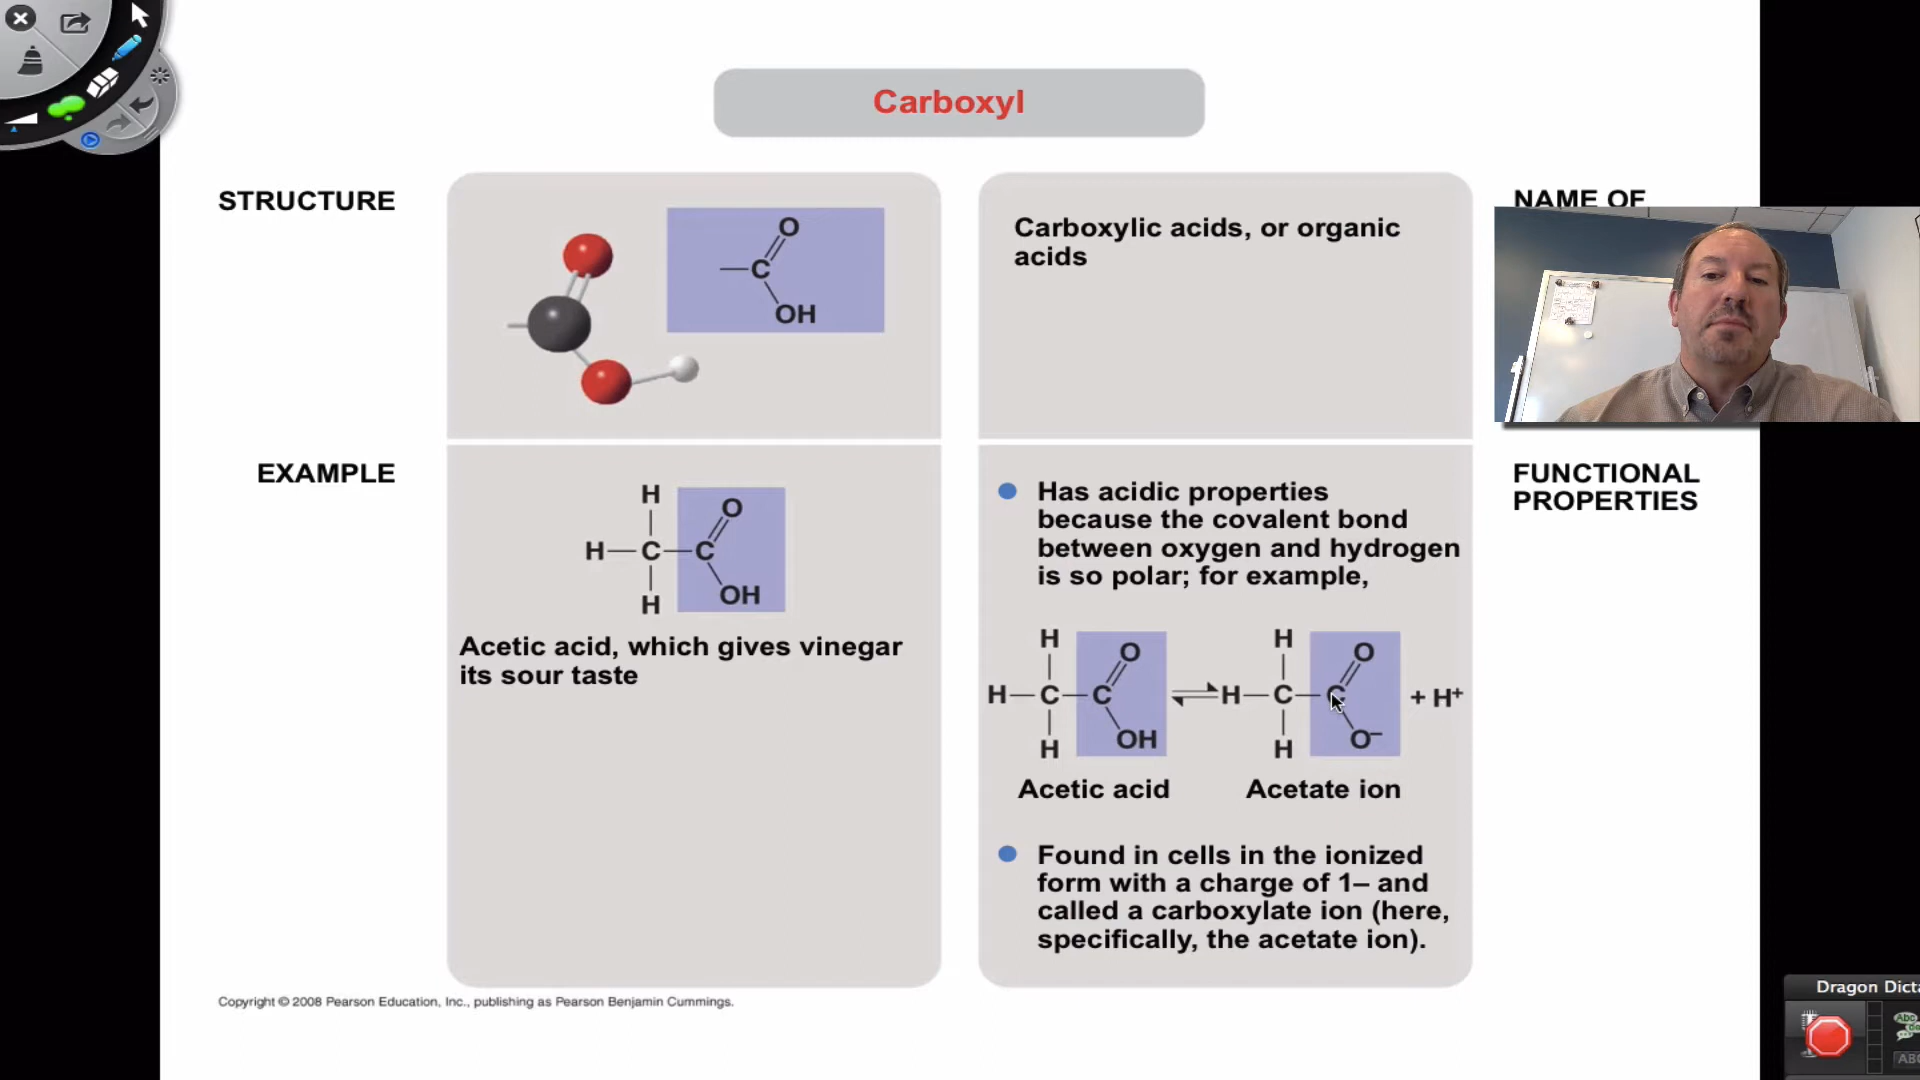 Carboxyl
STRUCTURE
O
C
OH
Carboxylic acids, or organic
acids
NAME OF
EXAMPLE
H
O
H C C
H OH
Acetic acid, which gives vinegar
its sour taste
Has acidic properties
because the covalent bond
between oxygen and hydrogen
is so polar; for example,
H O H O
H C C H C C + H+
H OH H O–
Acetic acid Acetate ion
Found in cells in the ionized
form with a charge of 1– and
called a carboxylate ion (here,
specifically, the acetate ion).
FUNCTIONAL
PROPERTIES
Copyright © 2008 Pearson Education, Inc., publishing as Pearson Benjamin Cummings.
Dragon Dicta
Abc
ABC